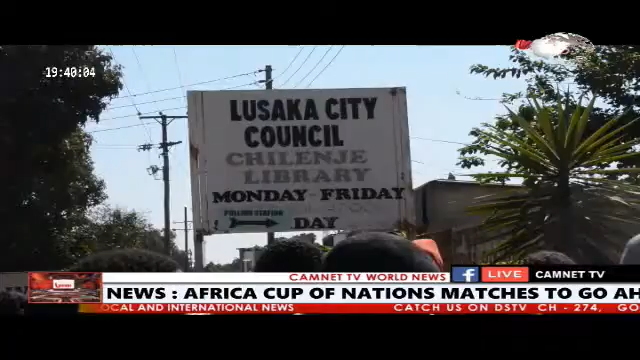 19:40:04
LUSAKA CITY
COUNCIL
CHILENJE
LIBRARY
MONDAY - FRIDAY
POLLING STATION
DAY
CAMNET TV WORLD NEWS
LIVE
CAMNET TV
NEWS : AFRICA CUP OF NATIONS MATCHES TO GO AH
OCAL AND INTERNATIONAL NEWS
CATCH US ON DSTV CH - 274, GO